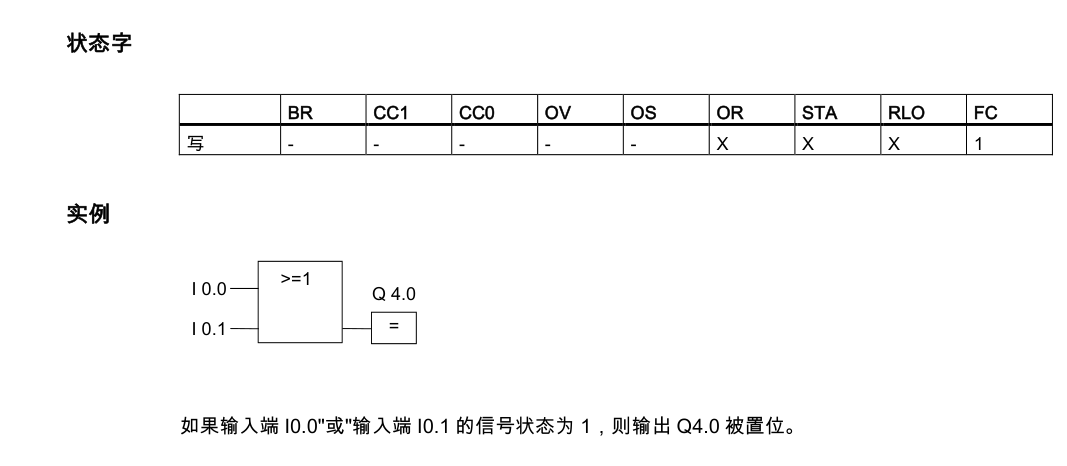 状态字
BR CC1 CC0 OV OS OR STA RLO FC
写 - - - - - X X X 1
实例
>=1
I 0.0
Q 4.0
I 0.1
=
如果输入端 I0.0"或"输入端 I0.1 的信号状态为 1，则输出 Q4.0 被置位。